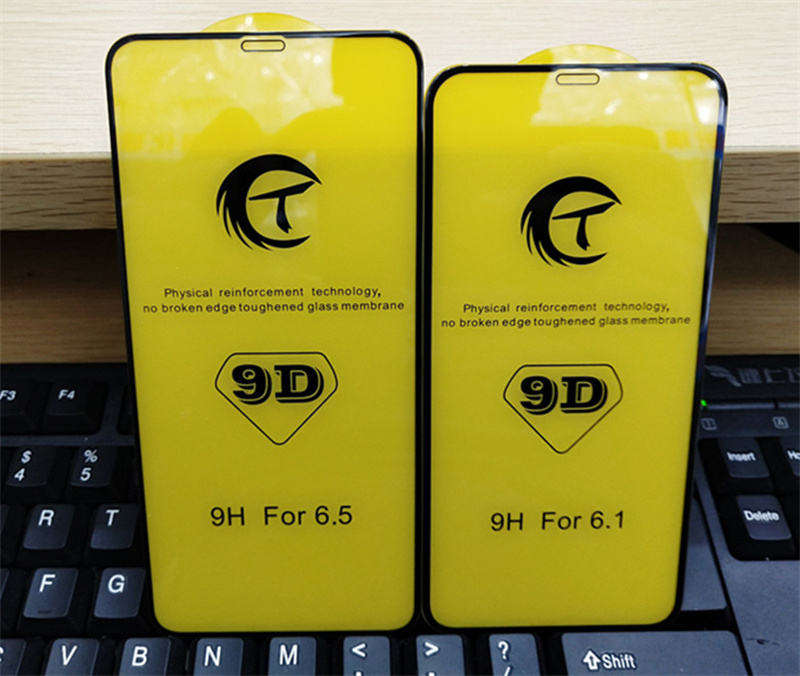 Physical reinforcement technology,
no broken edge toughened glass membrane
9D
9H For 6.5
Physical reinforcement technology,
no broken edge toughened glass membrane
9D
9H For 6.1
F3 F4
$ %
4 5
R T
F G
V B N M < > ?
Shift
Insert
Delete